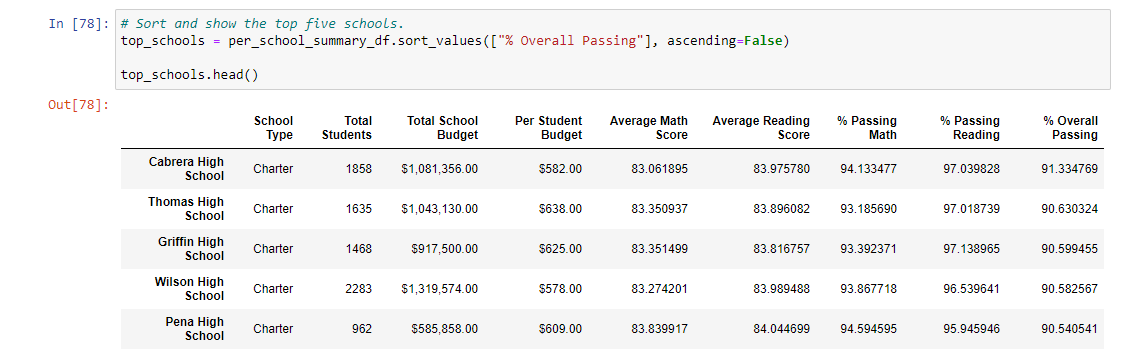 In [78]: # Sort and show the top five schools.
top_schools = per_school_summary_df.sort_values(["% Overall Passing"], ascending=False)
top_schools.head()
Out[78]:
School Total Total School Per Student Average Math Average Reading % Passing % Passing % Overall
Type Students Budget Budget Score Score Math Reading Passing
Cabrera High
School Charter 1858 $1,081,356.00 $582.00 83.061895 83.975780 94.133477 97.039828 91.334769
Thomas High
School Charter 1635 $1,043,130.00 $638.00 83.350937 83.896082 93.185690 97.018739 90.630324
Griffin High
School Charter 1468 $917,500.00 $625.00 83.351499 83.816757 93.392371 97.138965 90.599455
Wilson High
School Charter 2283 $1,319,574.00 $578.00 83.274201 83.989488 93.867718 96.539641 90.582567
Pena High
School Charter 962 $585,858.00 $609.00 83.839917 84.044699 94.594595 95.945946 90.540541